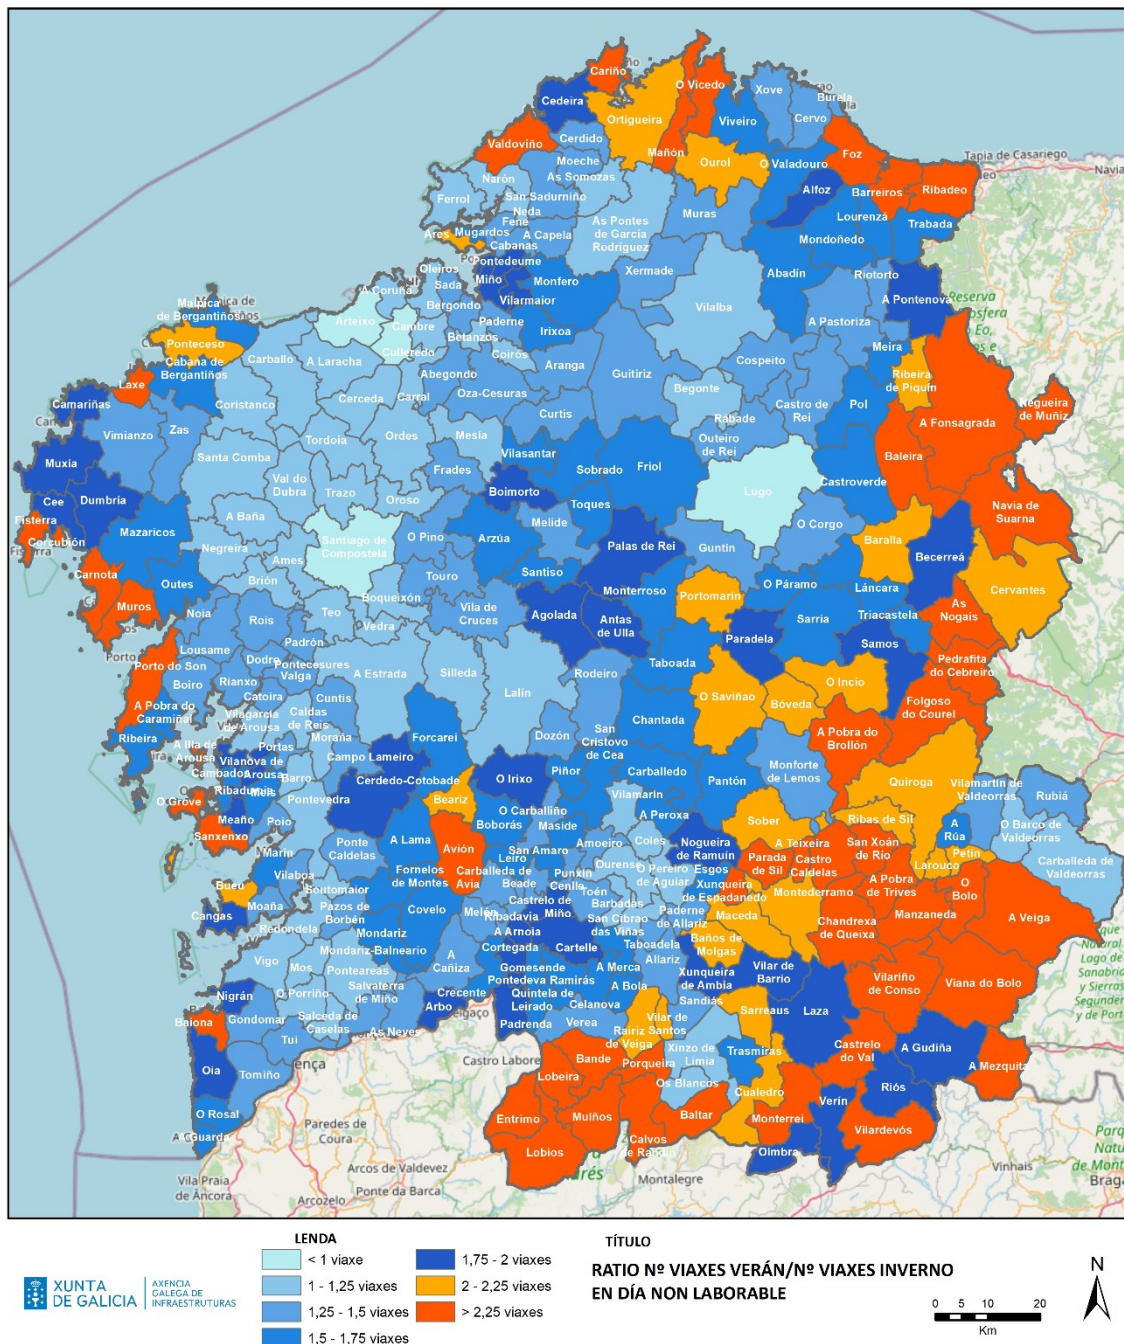 Cariño
O Vicedo
Xove
Burela
Cedeira
Ortigueira
Viveiro
Cervo
Valdoviño
Cerdido
Mañón
Ourol
O Valadouro
Foz
Tapia de Casariego
Navia
Moeche
As Somozas
Narón
San Sadurniño
Neda
Fene
Ferrol
Alfoz
Barreiros
Ribadeo
Lourenzá
Trabada
Muras
As Pontes
de García
Rodríguez
Ares
Mugardos
Cabanas
A Capela
Mondoñedo
Pontedeume
Miño
Vilarmaior
Monfero
Xermade
Abadín
Riotorto
A Pontenova
Oleiros
Sada
A Coruña
Bergondo
Vilalba
A Pastoriza
Malpica
de Bergantiños
Ponteceso
Cabana de
Bergantiños
Arteixo
Cambre
Culleredo
Paderne
Betanzos
Coirós
Irixoa
Aranga
Guitiriz
Cospeito
Meira
Ribeira
de Piquín
Negueira
de Muñiz
Carballo
A Laracha
Laxe
Camariñas
Coristanco
Cerceda
Carral
Abegondo
Oza-Cesuras
Curtis
Begonte
Rábade
Castro de
Rei
Pol
A Fonsagrada
Vimianzo
Zas
Tordoia
Ordes
Mesía
Vilasantar
Outeiro
de Rei
Baleira
Muxía
Santa Comba
Val do
Dubra
Trazo
Frades
Boimorto
Sobrado
Friol
Toques
Lugo
Castroverde
Cee
Dumbría
Oroso
Navia de
Suarna
Fisterra
Corcubión
Mazaricos
A Baña
Negreira
Santiago de
Compostela
O Pino
Arzúa
Melide
Palas de Rei
Guntín
O Corgo
Baralla
Becerreá
Carnota
Outes
Ames
Brión
Touro
Santiso
Monterroso
Portomarín
O Páramo
Láncara
Cervantes
Muros
Noia
Rois
Teo
Boqueixón
Vedra
Vila de
Cruces
Agolada
Antas
de Ulla
Paradela
Sarria
Triacastela
Samos
As
Nogais
Lousame
Padrón
Dodro
Pontecesures
Valga
Porto do Son
Boiro
Rianxo
Catoira
A Estrada
Silleda
Lalín
Rodeiro
Taboada
O Saviñao
Bóveda
O Incio
Pedrafita
do Cebreiro
Folgoso
do Courel
A Pobra do
Caramiñal
Ribeira
Vilagarcía
de Arousa
Caldas
de Reis
Cuntis
Moraña
Forcarei
Dozón
San
Cristovo
de Cea
Chantada
A Pobra do
Brollón
A Illa de
Arousa
Vilanova de
Arousa
Cambados
Ribadumia
Portas
Meis
Barro
Campo Lameiro
Cerdedo-Cotobade
O Irixo
Piñor
Carballedo
Pantón
Monforte
de Lemos
Quiroga
Vilamartín de
Valdeorras
Rubiá
O Grove
Meaño
Sanxenxo
Poio
Pontevedra
Beariz
O Carballiño
Boborás
Maside
Vilamarín
A Peroxa
Sober
Ribas de Sil
A
Rúa
O Barco de
Valdeorras
Marín
Vilaboa
Ponte
Caldelas
A Lama
Avión
Leiro
San Amaro
Amoeiro
Coles
Nogueira
de Ramuín
Esgos
Parada
de Sil
A Teixeira
Castro
Caldelas
San Xoán
de Río
Larouco
Petín
Carballeda de
Valdeorras
Bueu
Moaña
Cangas
Soutomaior
Pazos de
Borbén
Fornelos
de Montes
Carballeda de
Avia
Beade
Punxín
Cenlle
Ourense
Toén
Barbadás
O Pereiro
de Aguiar
Xunqueira
de Espadanedo
Montederramo
A Pobra
de Trives
Manzaneda
O
Bolo
A Veiga
Redondela
Mondariz
Covelo
Melón
Ribadavia
Castrelo de
Miño
San Cibrao
das Viñas
Paderne
de Allariz
Maceda
Chandrexa
de Queixa
Vigo
Mos
Mondariz-Balneario
Ponteareas
A
Cañiza
A Arnoia
Cortegada
Cartelle
Taboadela
Allariz
Baños de
Molgas
Xunqueira
de Ambía
Vilar de
Barrio
Vilariño
de Conso
Viana do Bolo
Nigrán
Baiona
Gondomar
O Porriño
Salvaterra
de Miño
Salceda de
Caselas
As Neves
Arbo
Crecente
Gomesende
Pontedeva
Ramirás
Quintela de
Leirado
Padrenda
A Merca
A Bola
Celanova
Verea
Sandiás
Sarreaus
Laza
Oia
Tui
Tomiño
Vilar de
Santos
Rairiz
de Veiga
Xinzo de
Limia
Trasmiras
Castrelo
do Val
A Gudiña
A Mezquita
O Rosal
A Guarda
Castro Labore
Bande
Lobeira
Porqueira
Os Blancos
Cualedro
Verín
Riós
Entrimo
Muíños
Baltar
Monterrei
Vilardevós
Lobios
Calvos
de Randín
Oimbra
Paredes de
Coura
Arcos de Valdevez
Ponte da Barca
Vila Praia
de Âncora
Arcozelo
Montalegre
Vinhais
Braga
LENDA
< 1 viaxe
1 - 1,25 viaxes
1,25 - 1,5 viaxes
1,5 - 1,75 viaxes
1,75 - 2 viaxes
2 - 2,25 viaxes
> 2,25 viaxes
TÍTULO
RATIO Nº VIAXES VERÁN/Nº VIAXES INVERNO
EN DÍA NON LABORABLE
XUNTA
DE GALICIA
AXENCIA
GALEGA DE
INFRAESTRUTURAS
N
0 5 10 20
Km